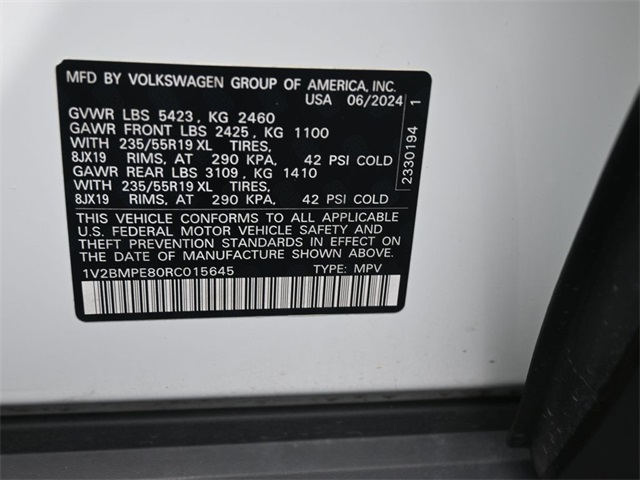 MFD BY VOLKSWAGEN GROUP OF AMERICA, INC.
USA 06/2024
GVWR LBS 5423, KG 2460
GAWR FRONT LBS 2425, KG 1100
WITH 235/55R19 XL TIRES,
8JX19 RIMS, AT 290 KPA, 42 PSI COLD
GAWR REAR LBS 3109, KG 1410
WITH 235/55R19 XL TIRES,
8JX19 RIMS, AT 290 KPA, 42 PSI COLD
THIS VEHICLE CONFORMS TO ALL APPLICABLE
U.S. FEDERAL MOTOR VEHICLE SAFETY AND
THEFT PREVENTION STANDARDS IN EFFECT ON
THE DATE OF MANUFACTURE SHOWN ABOVE.
1V2BMPE80RC015645 TYPE: MPV
2330194 1